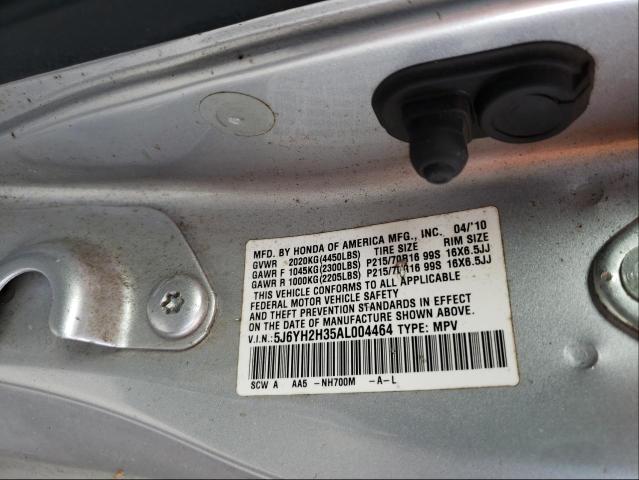 MFD. BY HONDA OF AMERICA MFG., INC. 04/'10
GVWR 2020KG(4450LBS) TIRE SIZE RIM SIZE
GAWR F 1045KG(2300LBS) P215/70R16 99S 16X6.5JJ
GAWR R 1000KG(2205LBS) P215/70R16 99S 16X6.5JJ
THIS VEHICLE CONFORMS TO ALL APPLICABLE
FEDERAL MOTOR VEHICLE SAFETY
AND THEFT PREVENTION STANDARDS IN EFFECT
ON THE DATE OF MANUFACTURE SHOWN ABOVE.
V.I.N.: 5J6YH2H35AL004464 TYPE: MPV
SCW A AA5 -NH700M -A-L